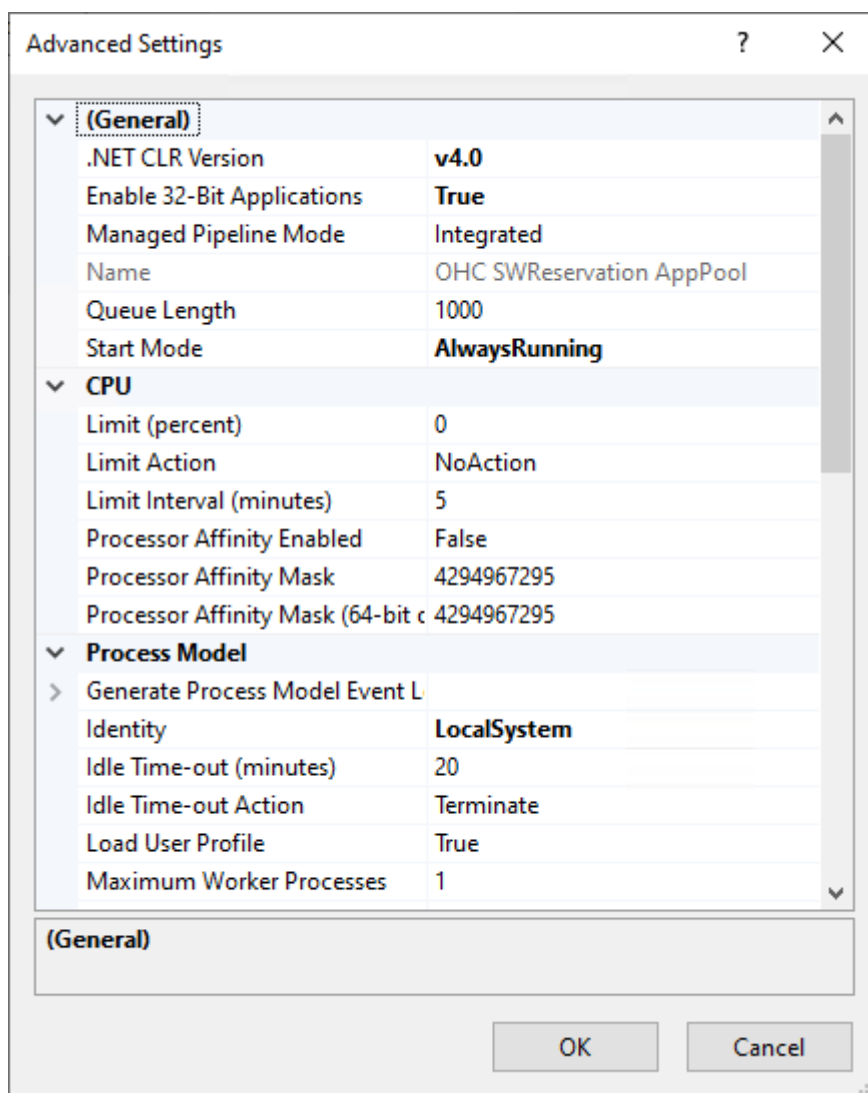 Advanced Settings ? ×
(General)
.NET CLR Version v4.0
Enable 32-Bit Applications True
Managed Pipeline Mode Integrated
Name OHC SWReservation AppPool
Queue Length 1000
Start Mode AlwaysRunning
CPU
Limit (percent) 0
Limit Action NoAction
Limit Interval (minutes) 5
Processor Affinity Enabled False
Processor Affinity Mask 4294967295
Processor Affinity Mask (64-bit c 4294967295
Process Model
Generate Process Model Event L
Identity LocalSystem
Idle Time-out (minutes) 20
Idle Time-out Action Terminate
Load User Profile True
Maximum Worker Processes 1
(General)
OK Cancel